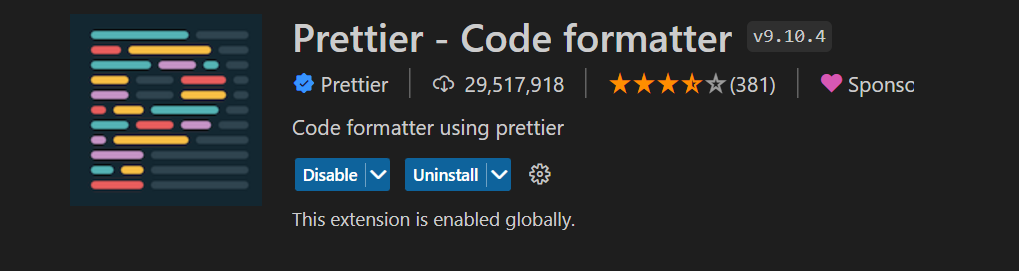 Prettier - Code formatter v9.10.4
Prettier 29,517,918 (381) Sponsc
Code formatter using prettier
Disable Uninstall
This extension is enabled globally.